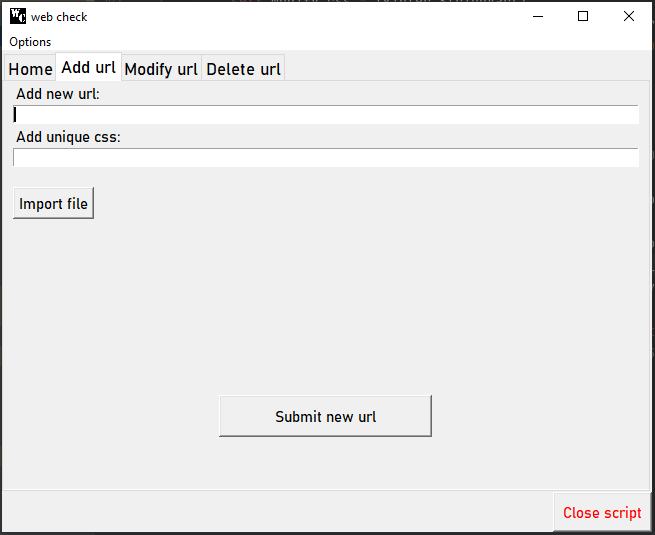 WC web check
Options
Home Add url Modify url Delete url
Add new url:
Add unique css:
Import file
Submit new url
Close script